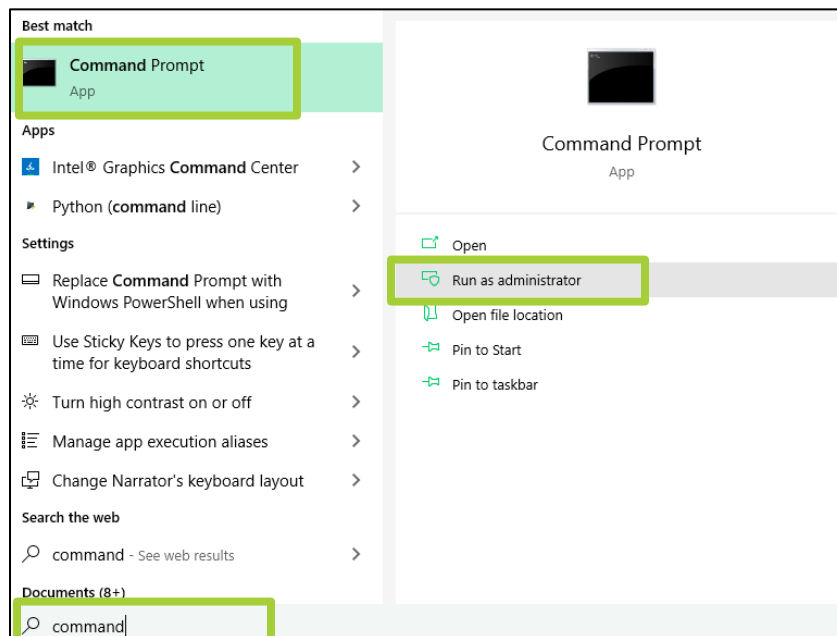 Best match
Command Prompt
App
Apps
Intel® Graphics Command Center
Python (command line)
Settings
Replace Command Prompt with
Windows PowerShell when using
Use Sticky Keys to press one key at a
time for keyboard shortcuts
Turn high contrast on or off
Manage app execution aliases
Change Narrator's keyboard layout
Search the web
command - See web results
Documents (8+)
command
Command Prompt
App
Open
Run as administrator
Open file location
Pin to Start
Pin to taskbar